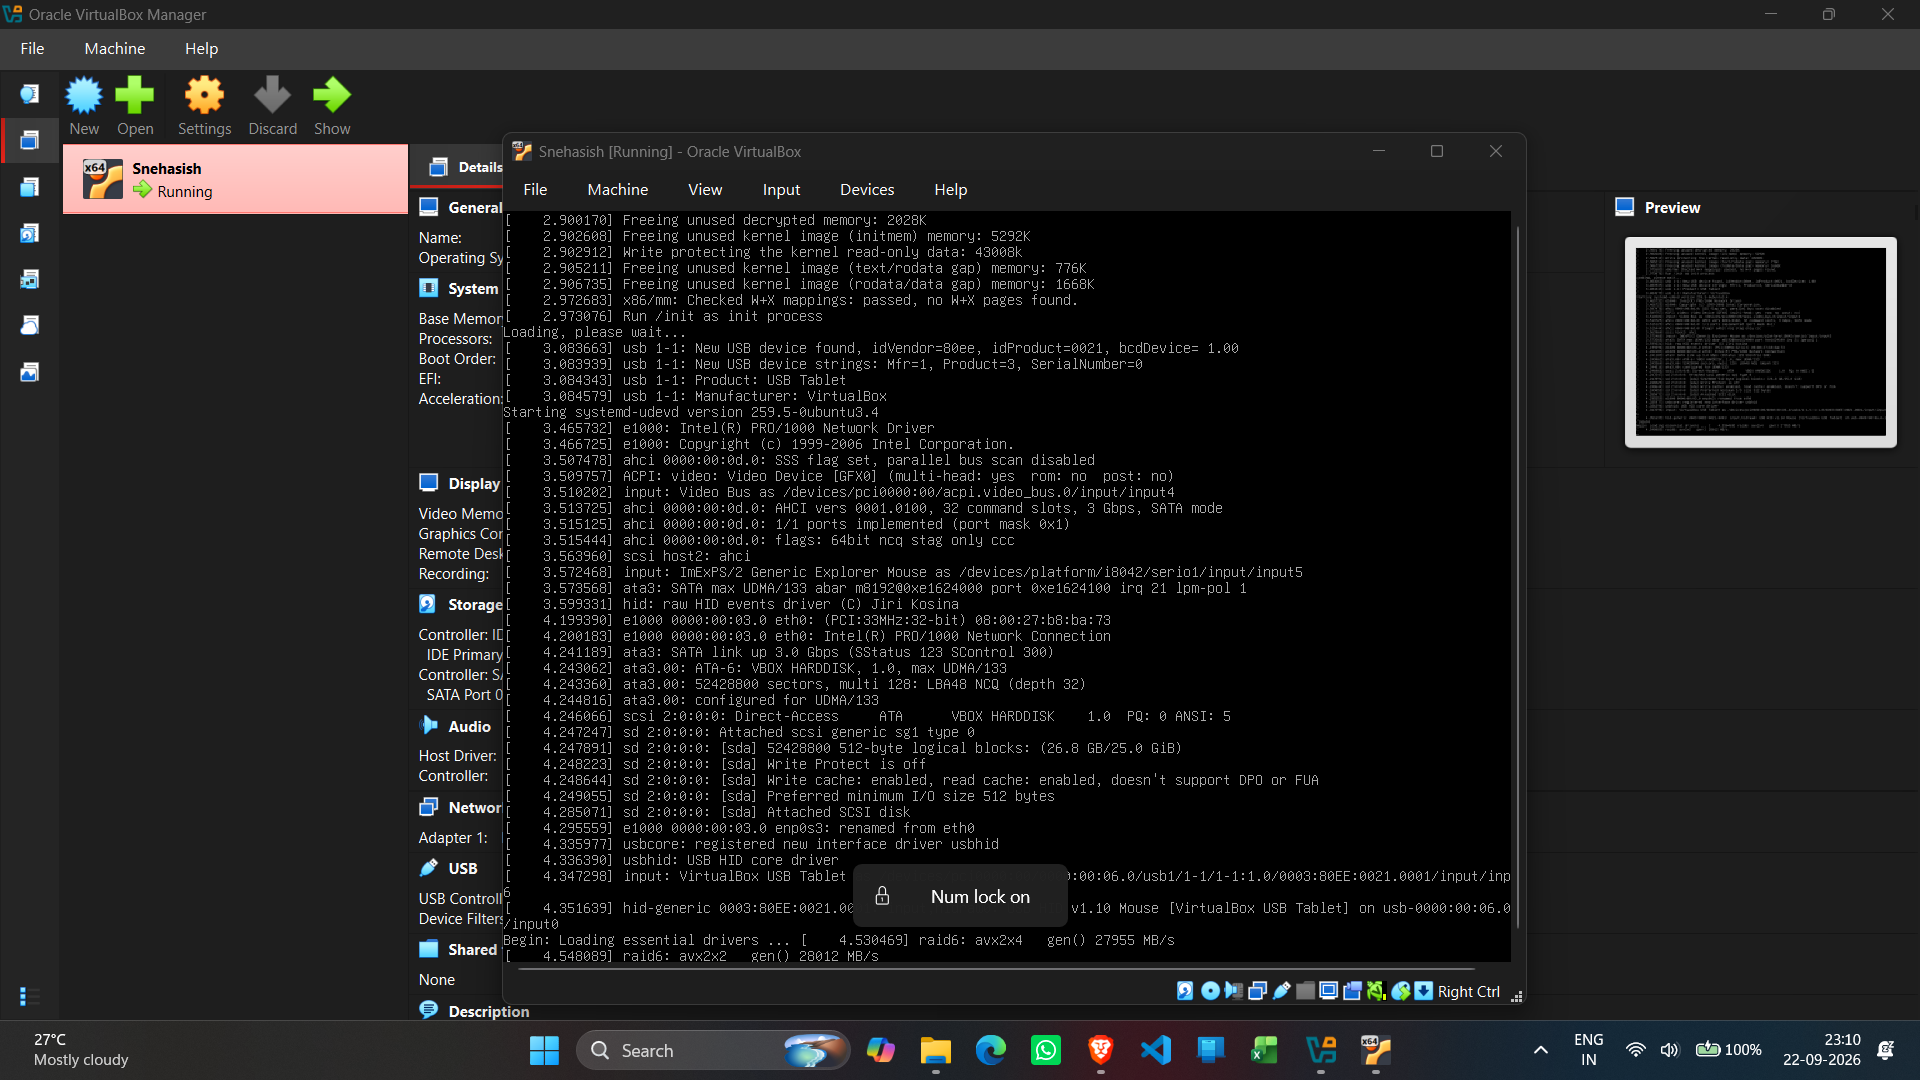 Oracle VirtualBox Manager
File Machine Help
New Open Settings Discard Show
x64
Snehasish
Running
Details
General
Name:
Operating Sy
System
Base Memor
Processors:
Boot Order:
EFI:
Acceleration:
Display
Video Memo
Graphics Cor
Remote Desk
Recording:
Storage
Controller: ID
IDE Primary
Controller: SA
SATA Port 0
Audio
Host Driver:
Controller:
Networ
Adapter 1:
USB
USB Controll
Device Filters
Shared
None
Description
Snehasish [Running] - Oracle VirtualBox
File Machine View Input Devices Help
[    2.900170] Freeing unused decrypted memory: 2028K
[    2.902608] Freeing unused kernel image (initmem) memory: 5292K
[    2.902912] Write protecting the kernel read-only data: 43008k
[    2.905211] Freeing unused kernel image (text/rodata gap) memory: 776K
[    2.906735] Freeing unused kernel image (rodata/data gap) memory: 1668K
[    2.972683] x86/mm: Checked W+X mappings: passed, no W+X pages found.
[    2.973076] Run /init as init process
Loading, please wait...
[    3.083663] usb 1-1: New USB device found, idVendor=80ee, idProduct=0021, bcdDevice= 1.00
[    3.083939] usb 1-1: New USB device strings: Mfr=1, Product=3, SerialNumber=0
[    3.084343] usb 1-1: Product: USB Tablet
[    3.084579] usb 1-1: Manufacturer: VirtualBox
Starting systemd-udevd version 259.5-0ubuntu3.4
[    3.465732] e1000: Intel(R) PRO/1000 Network Driver
[    3.466725] e1000: Copyright (c) 1999-2006 Intel Corporation.
[    3.507478] ahci 0000:00:0d.0: SSS flag set, parallel bus scan disabled
[    3.509757] ACPI: video: Video Device [GFX0] (multi-head: yes  rom: no  post: no)
[    3.510202] input: Video Bus as /devices/pci0000:00/acpi.video_bus.0/input/input4
[    3.513725] ahci 0000:00:0d.0: AHCI vers 0001.0100, 32 command slots, 3 Gbps, SATA mode
[    3.515125] ahci 0000:00:0d.0: 1/1 ports implemented (port mask 0x1)
[    3.515444] ahci 0000:00:0d.0: flags: 64bit ncq stag only ccc
[    3.563960] scsi host2: ahci
[    3.572468] input: ImExPS/2 Generic Explorer Mouse as /devices/platform/i8042/serio1/input/input5
[    3.573568] ata3: SATA max UDMA/133 abar m8192@0xe1624000 port 0xe1624100 irq 21 lpm-pol 1
[    3.599331] hid: raw HID events driver (C) Jiri Kosina
[    4.199390] e1000 0000:00:03.0 eth0: (PCI:33MHz:32-bit) 08:00:27:b8:ba:73
[    4.200183] e1000 0000:00:03.0 eth0: Intel(R) PRO/1000 Network Connection
[    4.241189] ata3: SATA link up 3.0 Gbps (SStatus 123 SControl 300)
[    4.243062] ata3.00: ATA-6: VBOX HARDDISK, 1.0, max UDMA/133
[    4.243360] ata3.00: 52428800 sectors, multi 128: LBA48 NCQ (depth 32)
[    4.244816] ata3.00: configured for UDMA/133
[    4.246066] scsi 2:0:0:0: Direct-Access     ATA      VBOX HARDDISK    1.0  PQ: 0 ANSI: 5
[    4.247247] sd 2:0:0:0: Attached scsi generic sg1 type 0
[    4.247891] sd 2:0:0:0: [sda] 52428800 512-byte logical blocks: (26.8 GB/25.0 GiB)
[    4.248223] sd 2:0:0:0: [sda] Write Protect is off
[    4.248644] sd 2:0:0:0: [sda] Write cache: enabled, read cache: enabled, doesn't support DPO or FUA
[    4.249055] sd 2:0:0:0: [sda] Preferred minimum I/O size 512 bytes
[    4.285071] sd 2:0:0:0: [sda] Attached SCSI disk
[    4.295559] e1000 0000:00:03.0 enp0s3: renamed from eth0
[    4.335977] usbcore: registered new interface driver usbhid
[    4.336390] usbhid: USB HID core driver
[    4.347298] input: VirtualBox USB Tablet :00:06.0/usb1/1-1/1-1:1.0/0003:80EE:0021.0001/input/inp
6
[    4.351639] hid-generic 0003:80EE:0021.00 v1.10 Mouse [VirtualBox USB Tablet] on usb-0000:00:06.0
/input0
Begin: Loading essential drivers ... [    4.530469] raid6: avx2x4   gen() 27955 MB/s
[    4.548089] raid6: avx2x2   gen() 28012 MB/s
Num lock on
Right Ctrl
Preview
27°C
Mostly cloudy
Search
x64
ENG
IN
100%
23:10
22-09-2026